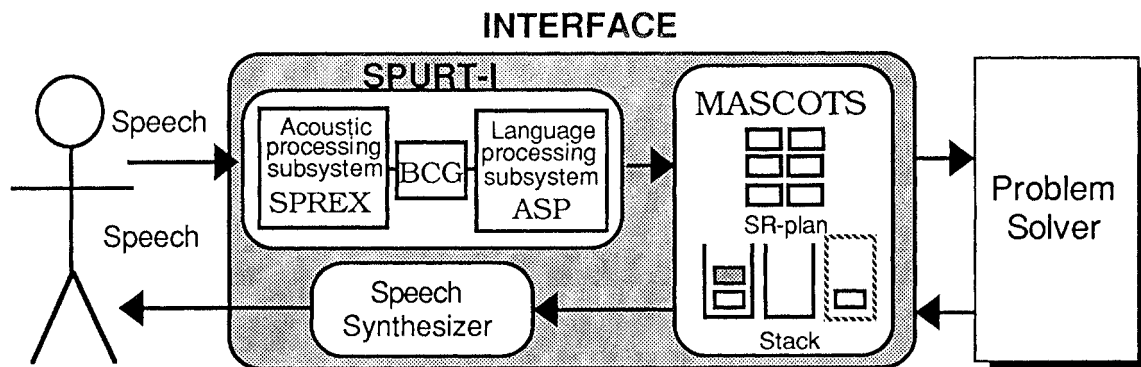 INTERFACE
SPURT-I
Speech
Acoustic
processing
subsystem
SPREX
BCG
Language
processing
subsystem
ASP
MASCOTS
SR-plan
Stack
Problem
Solver
Speech
Speech
Synthesizer